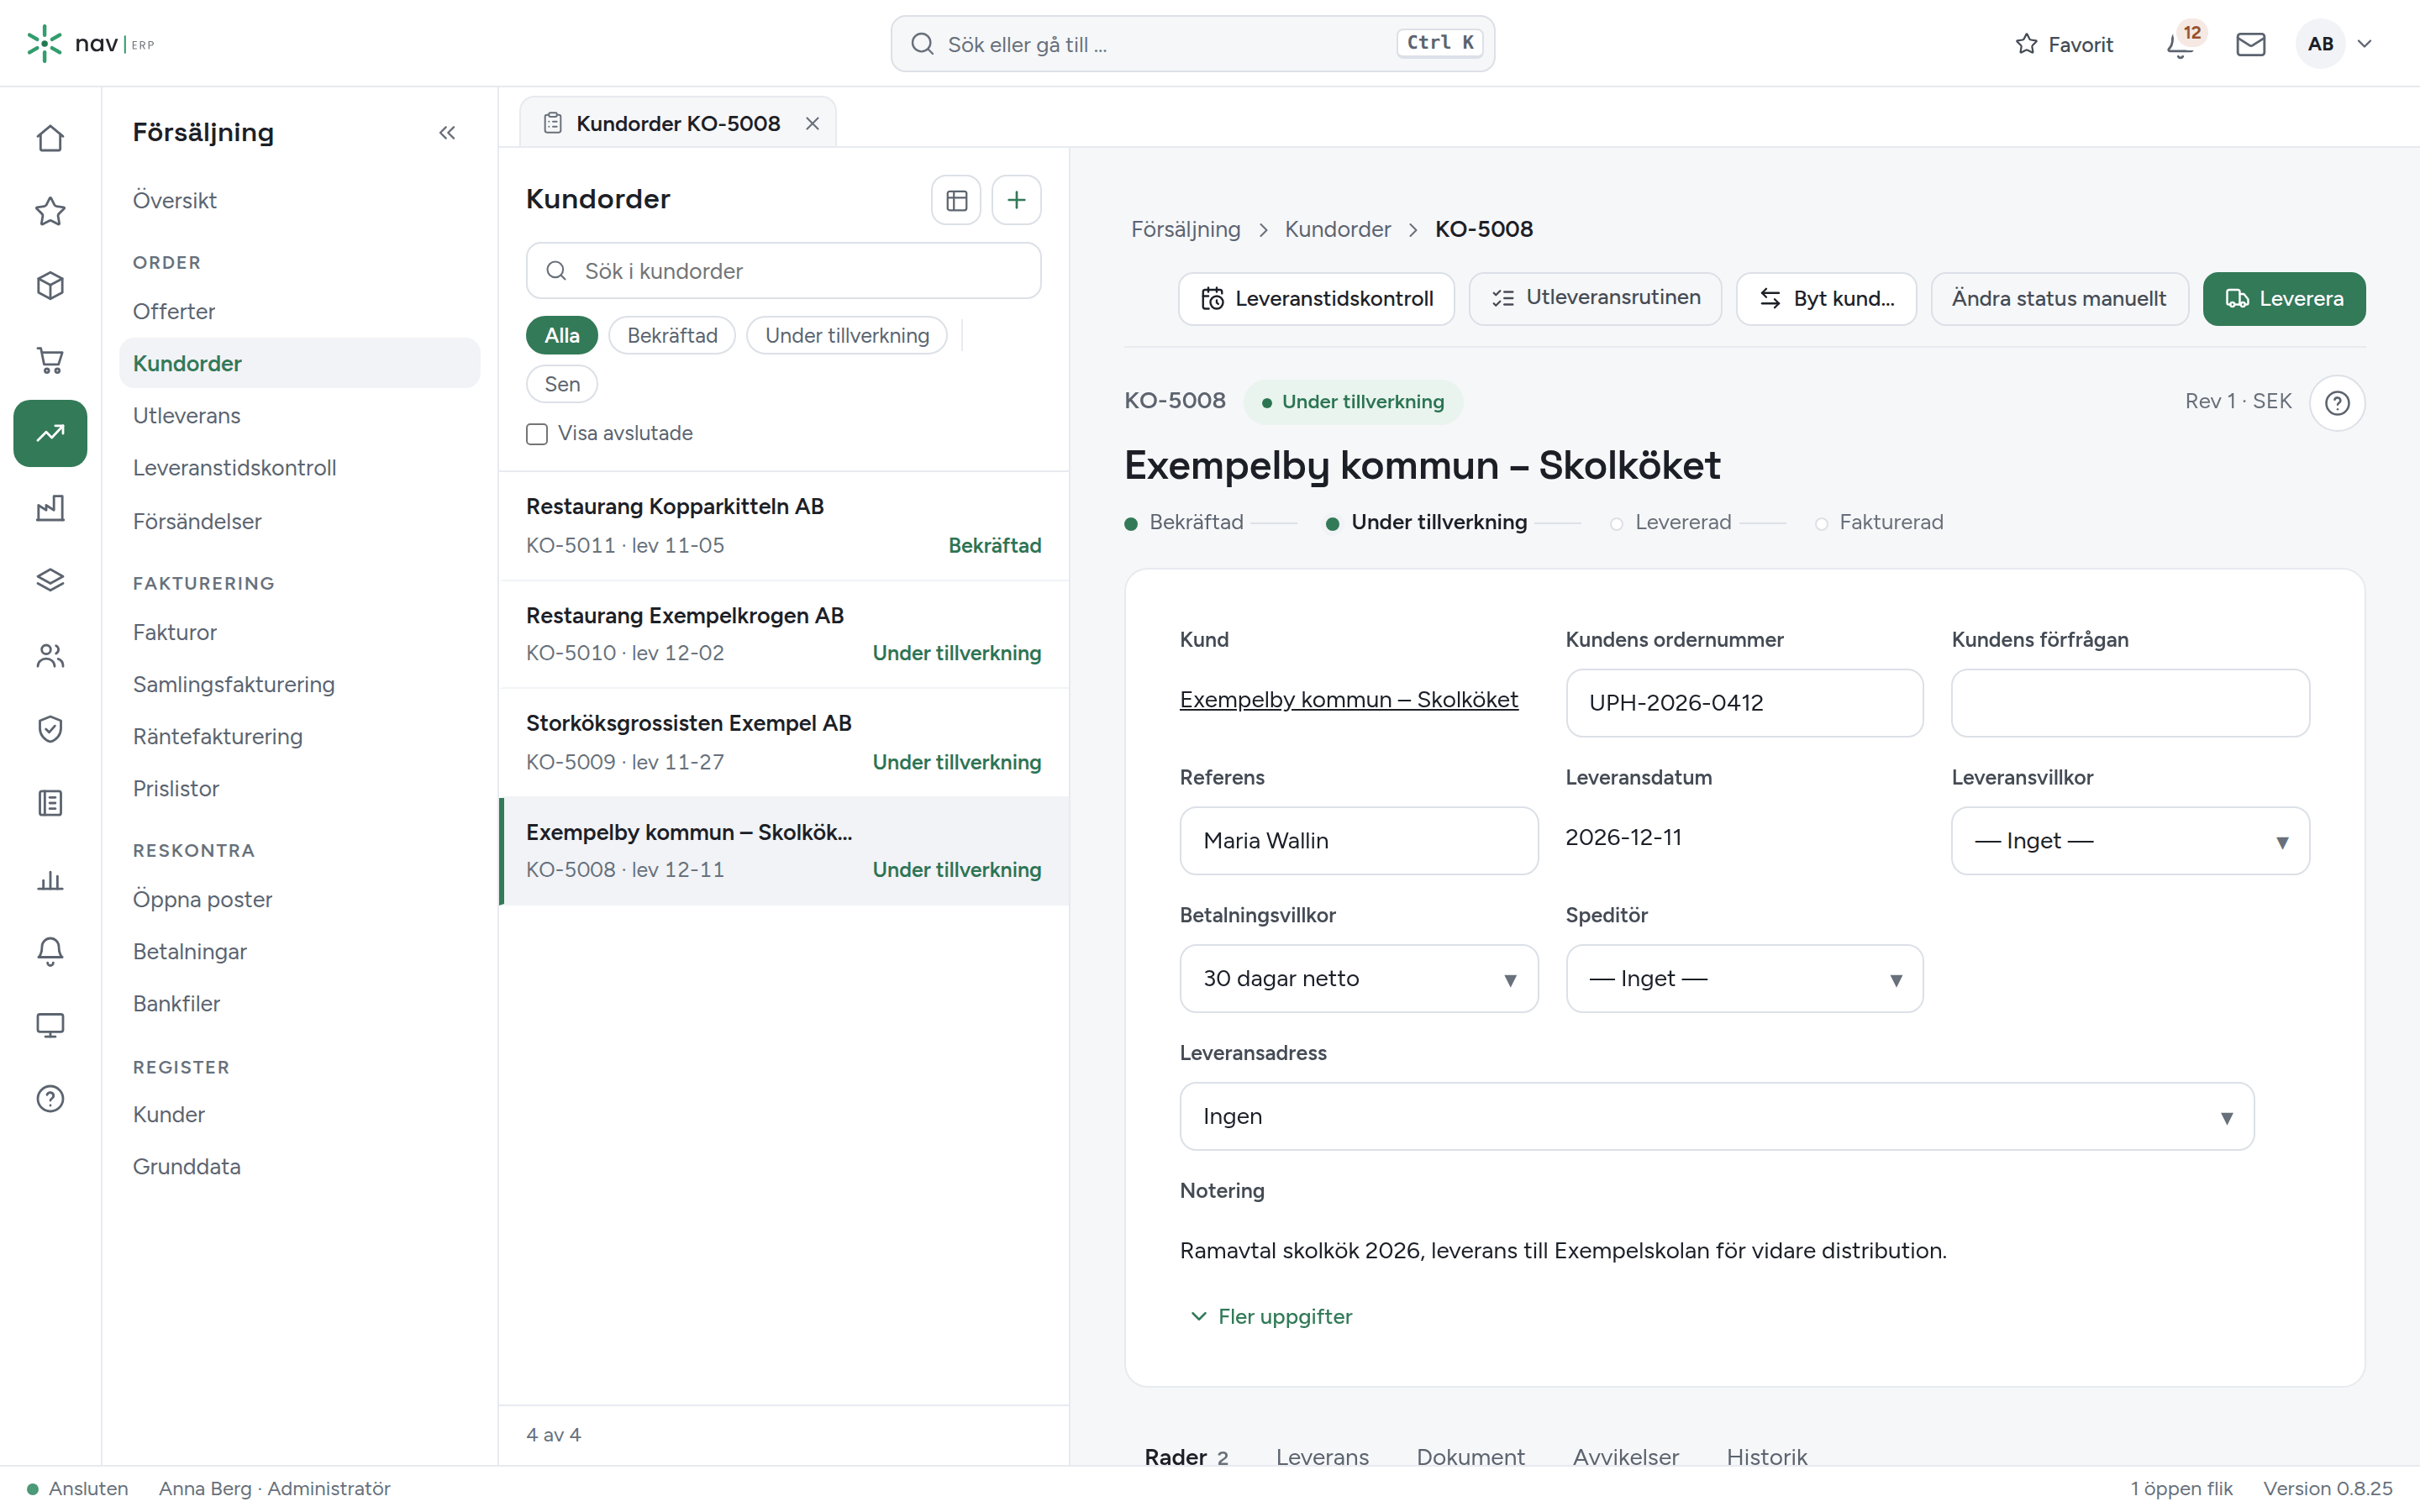 nav ERP
Sök eller gå till ... Ctrl K
Favorit 12 AB
Försäljning
Översikt
ORDER
Offerter
Kundorder
Utleverans
Leveranstidskontroll
Försändelser
FAKTURERING
Fakturor
Samlingsfakturering
Räntefakturering
Prislistor
RESKONTRA
Öppna poster
Betalningar
Bankfiler
REGISTER
Kunder
Grunddata
Kundorder KO-5008
Kundorder
Sök i kundorder
Alla Bekräftad Under tillverkning
Sen
Visa avslutade
Restaurang Kopparkitteln AB
KO-5011 · lev 11-05 Bekräftad
Restaurang Exempelkrogen AB
KO-5010 · lev 12-02 Under tillverkning
Storköksgrossisten Exempel AB
KO-5009 · lev 11-27 Under tillverkning
Exempelby kommun – Skolkök...
KO-5008 · lev 12-11 Under tillverkning
4 av 4
Försäljning > Kundorder > KO-5008
Leveranstidskontroll Utleveransrutinen Byt kund... Ändra status manuellt Leverera
KO-5008 Under tillverkning Rev 1 · SEK
Exempelby kommun – Skolköket
Bekräftad Under tillverkning Levererad Fakturerad
Kund Kundens ordernummer Kundens förfrågan
Exempelby kommun – Skolköket UPH-2026-0412
Referens Leveransdatum Leveransvillkor
Maria Wallin 2026-12-11 — Inget —
Betalningsvillkor Speditör
30 dagar netto — Inget —
Leveransadress
Ingen
Notering
Ramavtal skolkök 2026, leverans till Exempelskolan för vidare distribution.
Fler uppgifter
Rader 2 Leverans Dokument Avvikelser Historik
Ansluten Anna Berg · Administratör 1 öppen flik Version 0.8.25